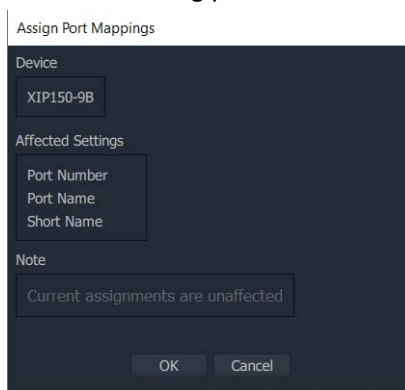 Assign Port Mappings
Device
XIP150-9B
Affected Settings
Port Number
Port Name
Short Name
Note
Current assignments are unaffected
OK Cancel